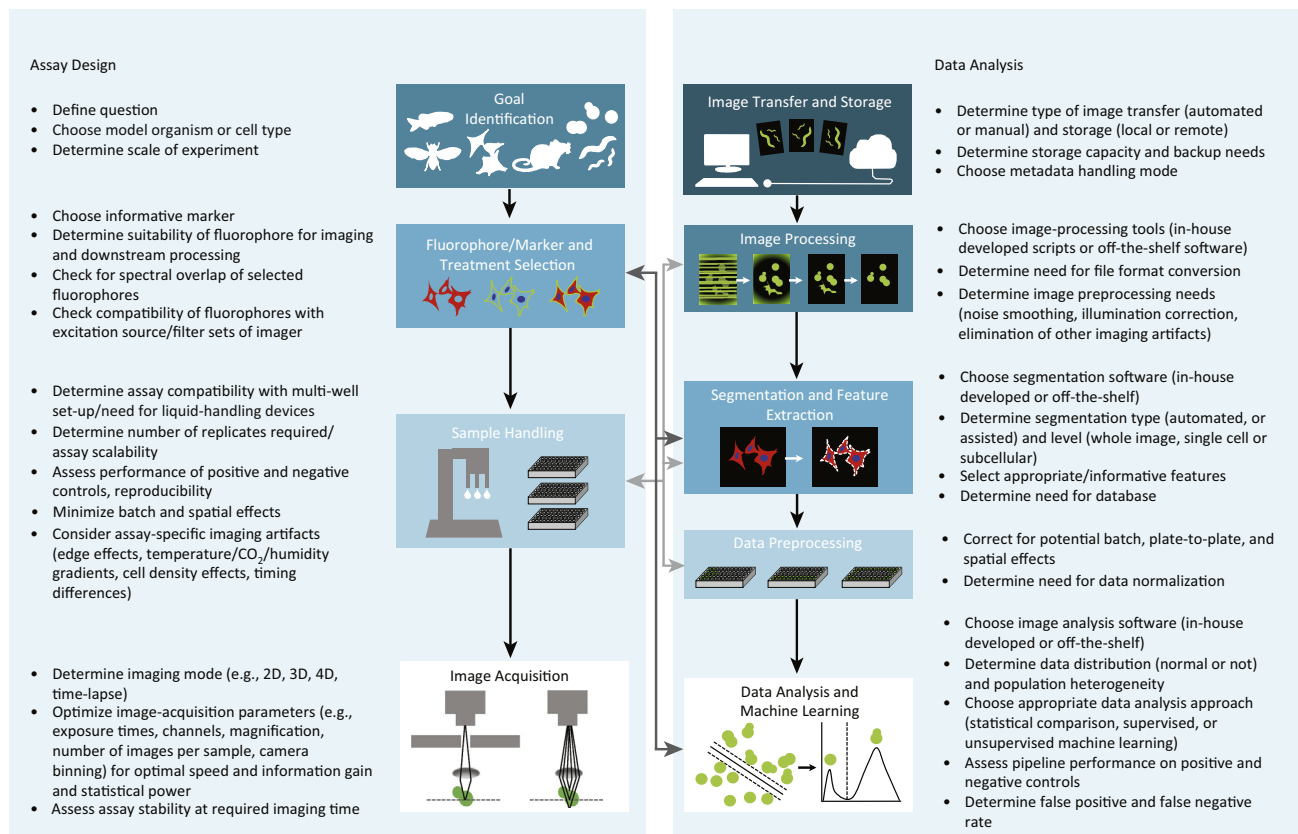 Assay Design
• Define question
• Choose model organism or cell type
• Determine scale of experiment
Goal
Identification
• Choose informative marker
• Determine suitability of fluorophore for imaging
and downstream processing
• Check for spectral overlap of selected
fluorophores
• Check compatibility of fluorophores with
excitation source/filter sets of imager
Fluorophore/Marker and
Treatment Selection
• Determine assay compatibility with multi-well
set-up/need for liquid-handling devices
• Determine number of replicates required/
assay scalability
• Assess performance of positive and negative
controls, reproducibility
• Minimize batch and spatial effects
• Consider assay-specific imaging artifacts
(edge effects, temperature/CO2/humidity
gradients, cell density effects, timing
differences)
Sample Handling
• Determine imaging mode (e.g., 2D, 3D, 4D,
time-lapse)
• Optimize image-acquisition parameters (e.g.,
exposure times, channels, magnification,
number of images per sample, camera
binning) for optimal speed and information gain
and statistical power
• Assess assay stability at required imaging time
Image Acquisition
Data Analysis
Image Transfer and Storage
• Determine type of image transfer (automated
or manual) and storage (local or remote)
• Determine storage capacity and backup needs
• Choose metadata handling mode
Image Processing
• Choose image-processing tools (in-house
developed scripts or off-the-shelf software)
• Determine need for file format conversion
• Determine image preprocessing needs
(noise smoothing, illumination correction,
elimination of other imaging artifacts)
Segmentation and Feature
Extraction
• Choose segmentation software (in-house
developed or off-the-shelf)
• Determine segmentation type (automated, or
assisted) and level (whole image, single cell or
subcellular)
• Select appropriate/informative features
• Determine need for database
Data Preprocessing
• Correct for potential batch, plate-to-plate, and
spatial effects
• Determine need for data normalization
Data Analysis and
Machine Learning
• Choose image analysis software (in-house
developed or off-the-shelf)
• Determine data distribution (normal or not)
and population heterogeneity
• Choose appropriate data analysis approach
(statistical comparison, supervised, or
unsupervised machine learning)
• Assess pipeline performance on positive and
negative controls
• Determine false positive and false negative
rate